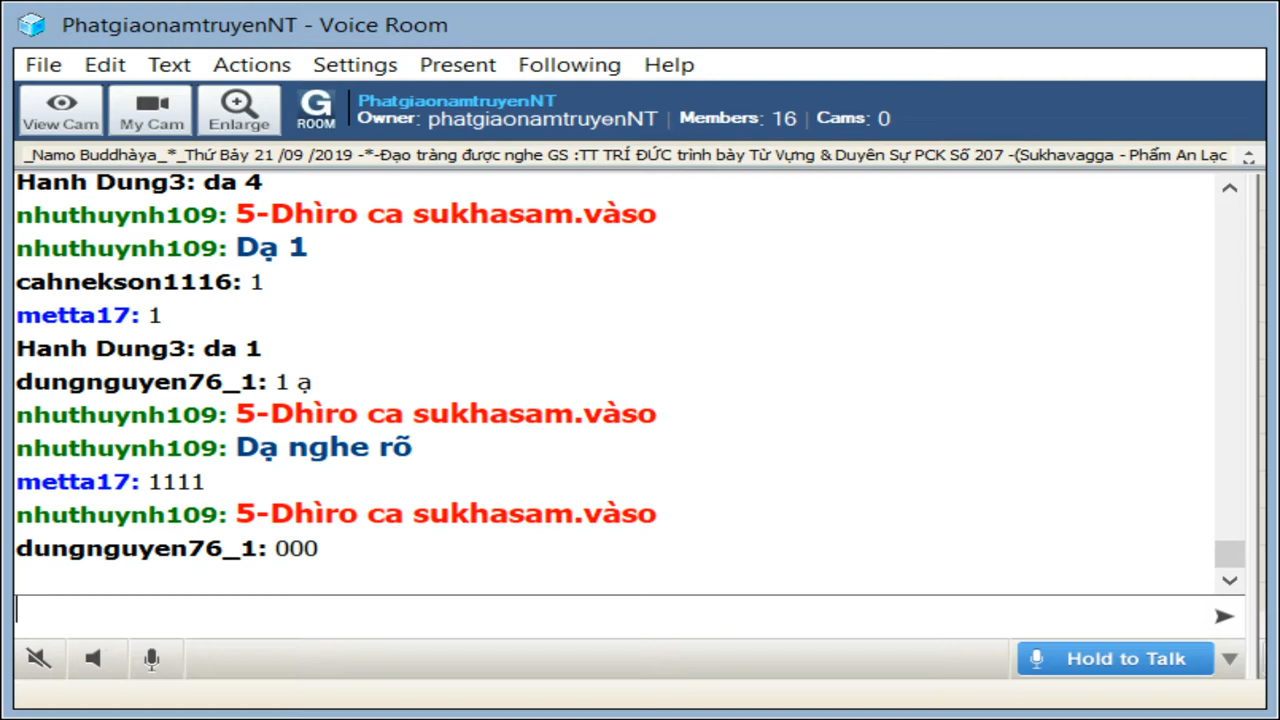 PhatgiaonamtruyenNT - Voice Room
File Edit Text Actions Settings Present Following Help
View Cam My Cam Enlarge G ROOM
PhatgiaonamtruyenNT
Owner: phatgiaonamtruyenNT | Members: 16 | Cams: 0
_Namo Buddhàya_*_Thứ Bảy 21 /09 /2019 -*-Đạo tràng được nghe GS :TT TRÍ ĐỨC trình bày Từ Vựng & Duyên Sự PCK Số 207 -(Sukhavagga - Phẩm An Lạc
Hanh Dung3: da 4
nhuthuynh109: 5-Dhìro ca sukhasam.vàso
nhuthuynh109: Dạ 1
cahnekson1116: 1
metta17: 1
Hanh Dung3: da 1
dungnguyen76_1: 1 ạ
nhuthuynh109: 5-Dhìro ca sukhasam.vàso
nhuthuynh109: Dạ nghe rõ
metta17: 1111
nhuthuynh109: 5-Dhìro ca sukhasam.vàso
dungnguyen76_1: 000
Hold to Talk